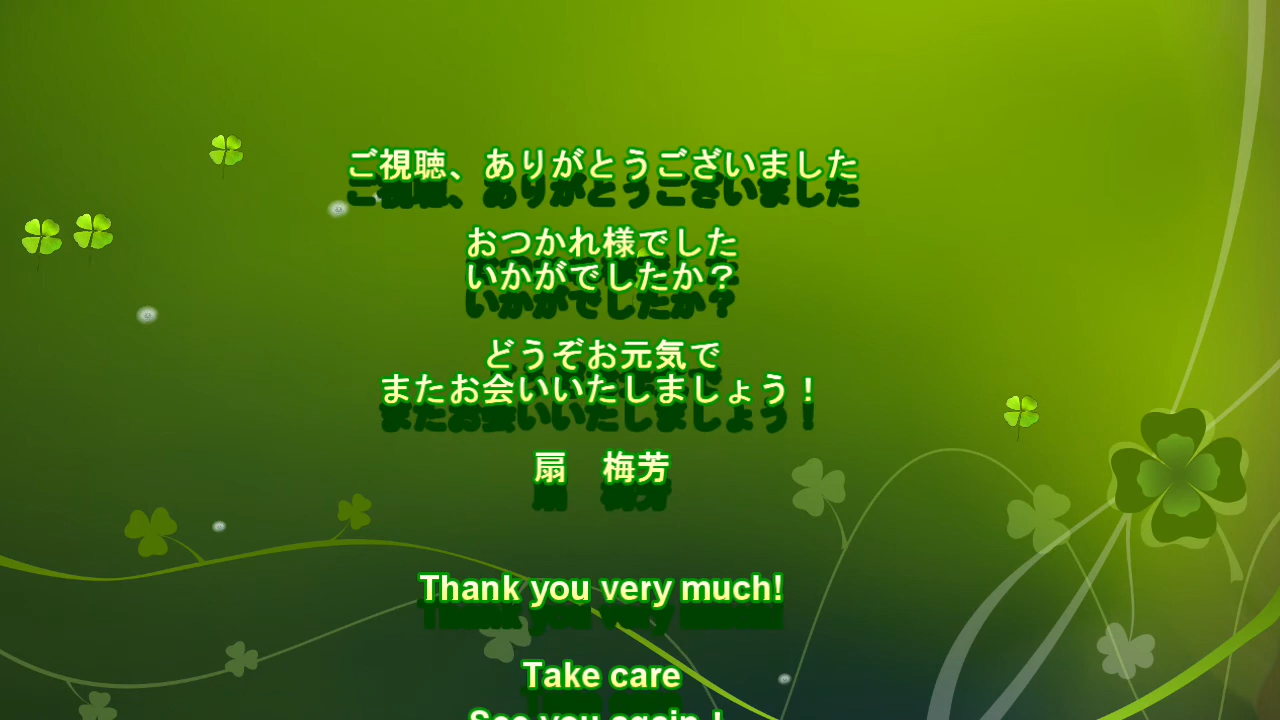 ご視聴、ありがとうございました
おつかれ様でした
いかがでしたか？
どうぞお元気で
またお会いいたしましょう！
扇　梅芳
Thank you very much!
Take care
See you again !